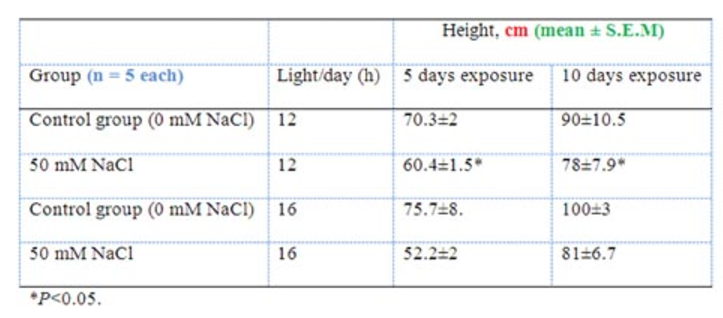 Height, cm (mean ± S.E.M)
Group (n = 5 each) Light/day (h) 5 days exposure 10 days exposure
Control group (0 mM NaCl) 12 70.3±2 90±10.5
50 mM NaCl 12 60.4±1.5* 78±7.9*
Control group (0 mM NaCl) 16 75.7±8. 100±3
50 mM NaCl 16 52.2±2 81±6.7
*P<0.05.